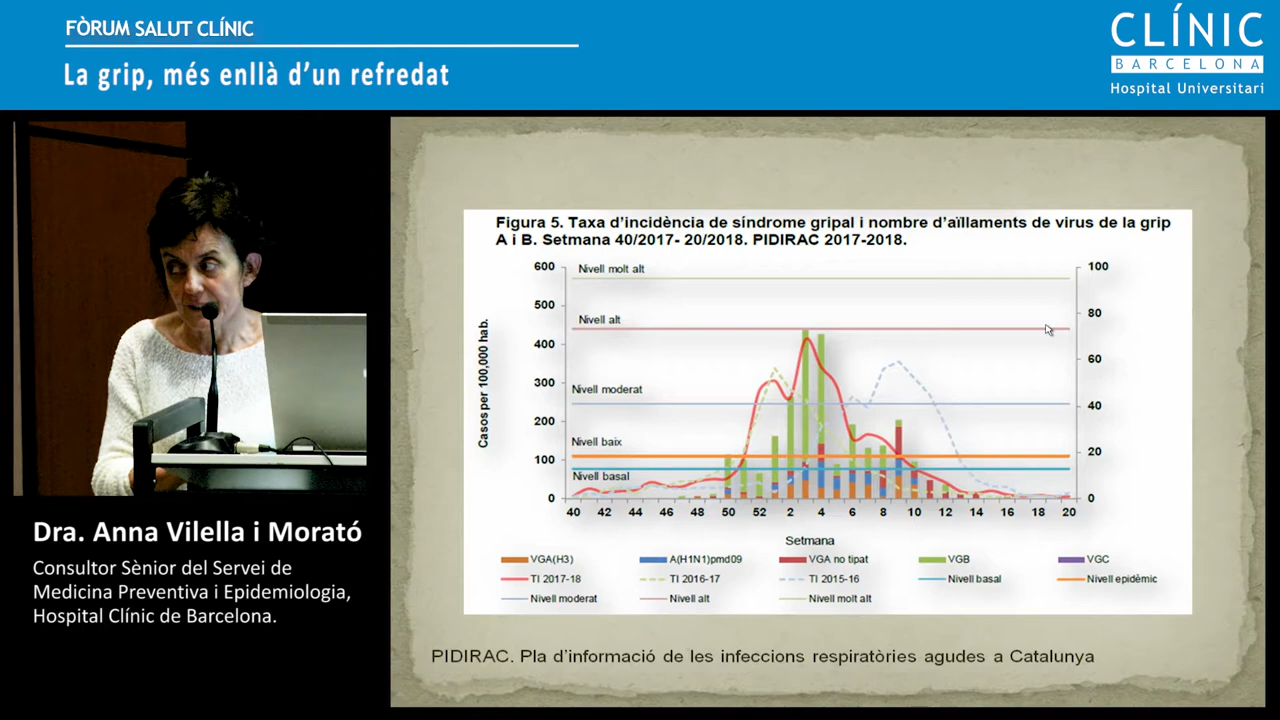 FÒRUM SALUT CLÍNIC
La grip, més enllà d'un refredat
CLÍNIC
BARCELONA
Hospital Universitari
Figura 5. Taxa d'incidència de síndrome gripal i nombre d'aïllaments de virus de la grip
A i B. Setmana 40/2017- 20/2018. PIDIRAC 2017-2018.
Casos per 100,000 hab.
600
500
400
300
200
100
0
100
80
60
40
20
0
Nivell molt alt
Nivell alt
Nivell moderat
Nivell baix
Nivell basal
40 42 44 46 48 50 52 2 4 6 8 10 12 14 16 18 20
Setmana
VGA(H3) A(H1N1)pmd09 VGA no tipat VGB VGC
TI 2017-18 TI 2016-17 TI 2015-16 Nivell basal Nivell epidèmic
Nivell moderat Nivell alt Nivell molt alt
PIDIRAC. Pla d'informació de les infeccions respiratòries agudes a Catalunya
Dra. Anna Vilella i Morató
Consultor Sènior del Servei de
Medicina Preventiva i Epidemiologia,
Hospital Clínic de Barcelona.